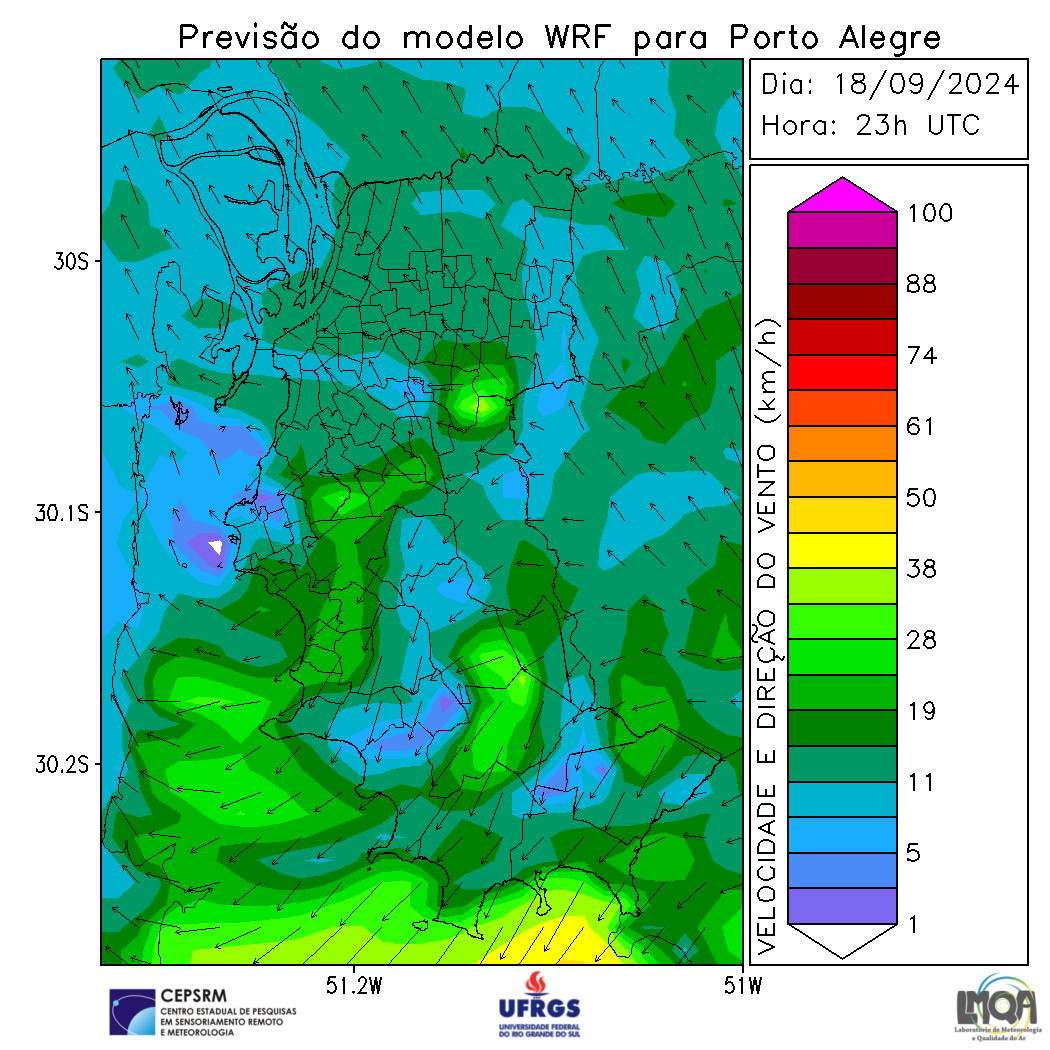 Previsão do modelo WRF para Porto Alegre
Dia: 18/09/2024
Hora: 23h UTC
30S
30.1S
30.2S
51.2W
51W
VELOCIDADE E DIREÇÃO DO VENTO (km/h)
100
88
74
61
50
38
28
19
11
5
1
CEPSRM
CENTRO ESTADUAL DE PESQUISAS
EM SENSORIAMENTO REMOTO
E METEOROLOGIA
UFRGS
UNIVERSIDADE FEDERAL
DO RIO GRANDE DO SUL
LMQA
Laboratório de Meteorologia
e Qualidade do Ar